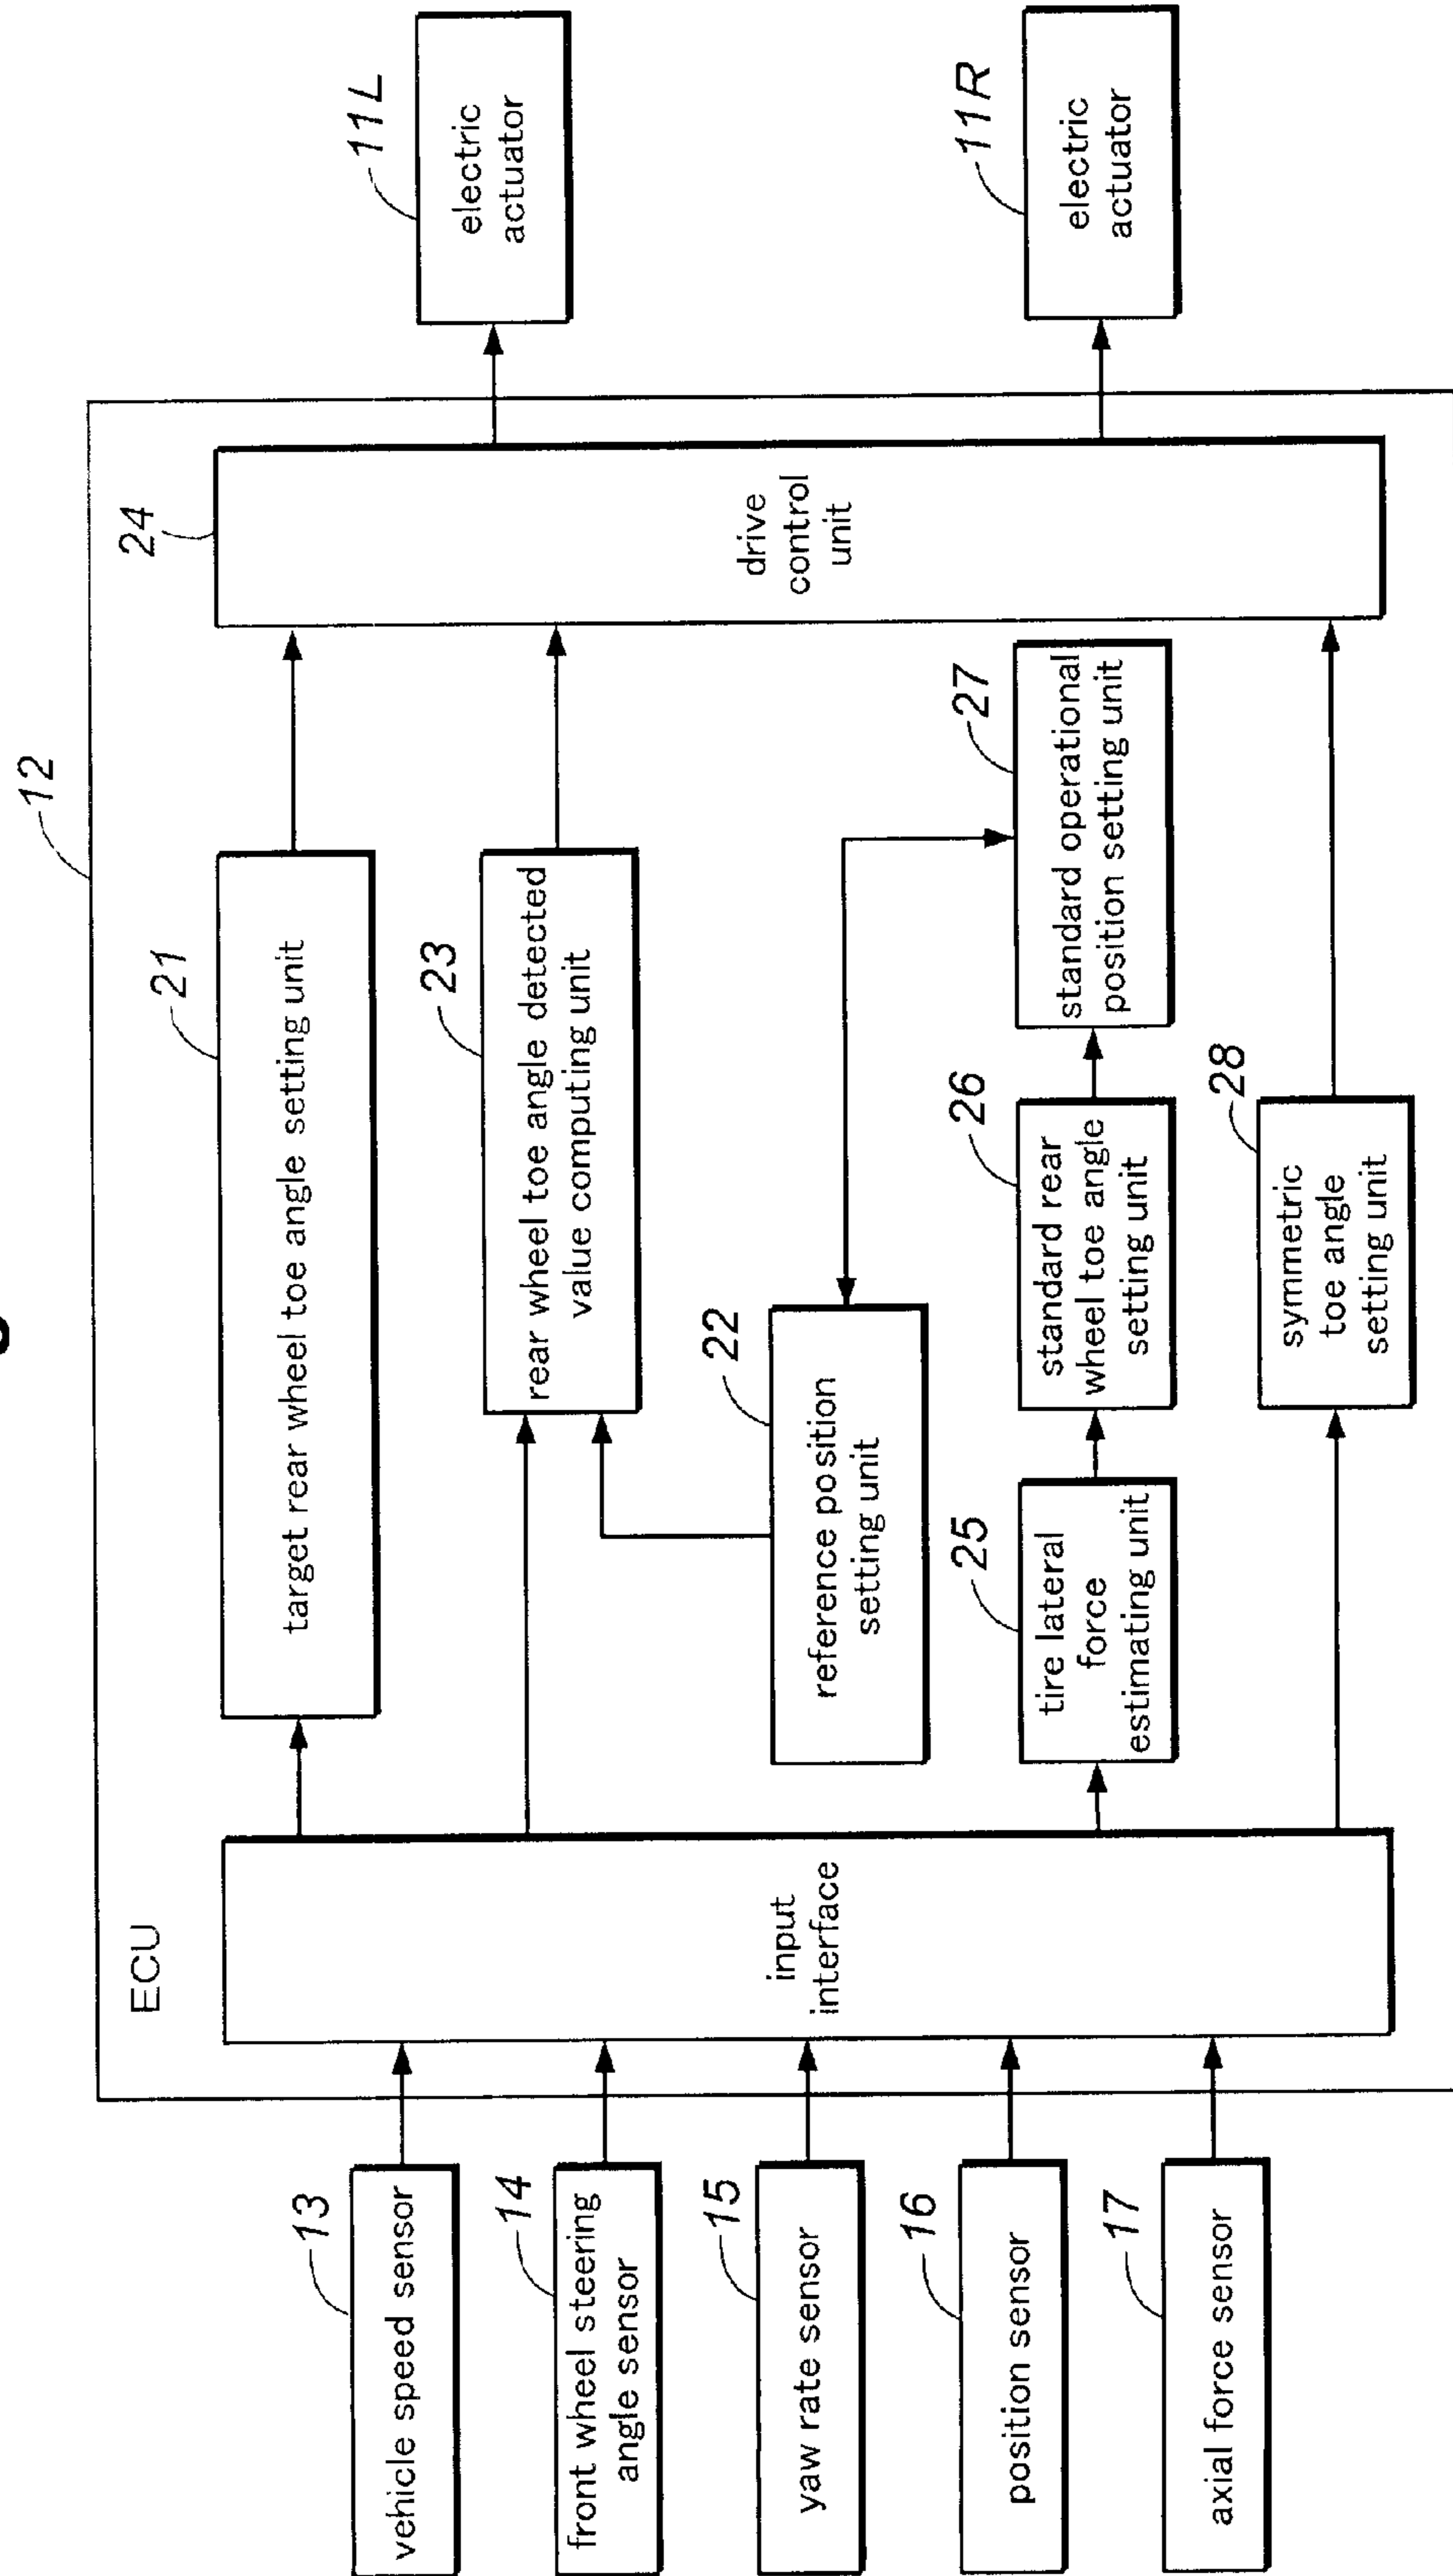 12
ECU
13
vehicle speed sensor
14
front wheel steering
angle sensor
15
yaw rate sensor
16
position sensor
17
axial force sensor
input
interface
21
target rear wheel toe angle setting unit
23
rear wheel toe angle detected
value computing unit
22
reference position
setting unit
25
tire lateral
force
estimating unit
26
standard rear
wheel toe angle
setting unit
27
standard operational
position setting unit
28
symmetric
toe angle
setting unit
24
drive
control
unit
11L
electric
actuator
11R
electric
actuator